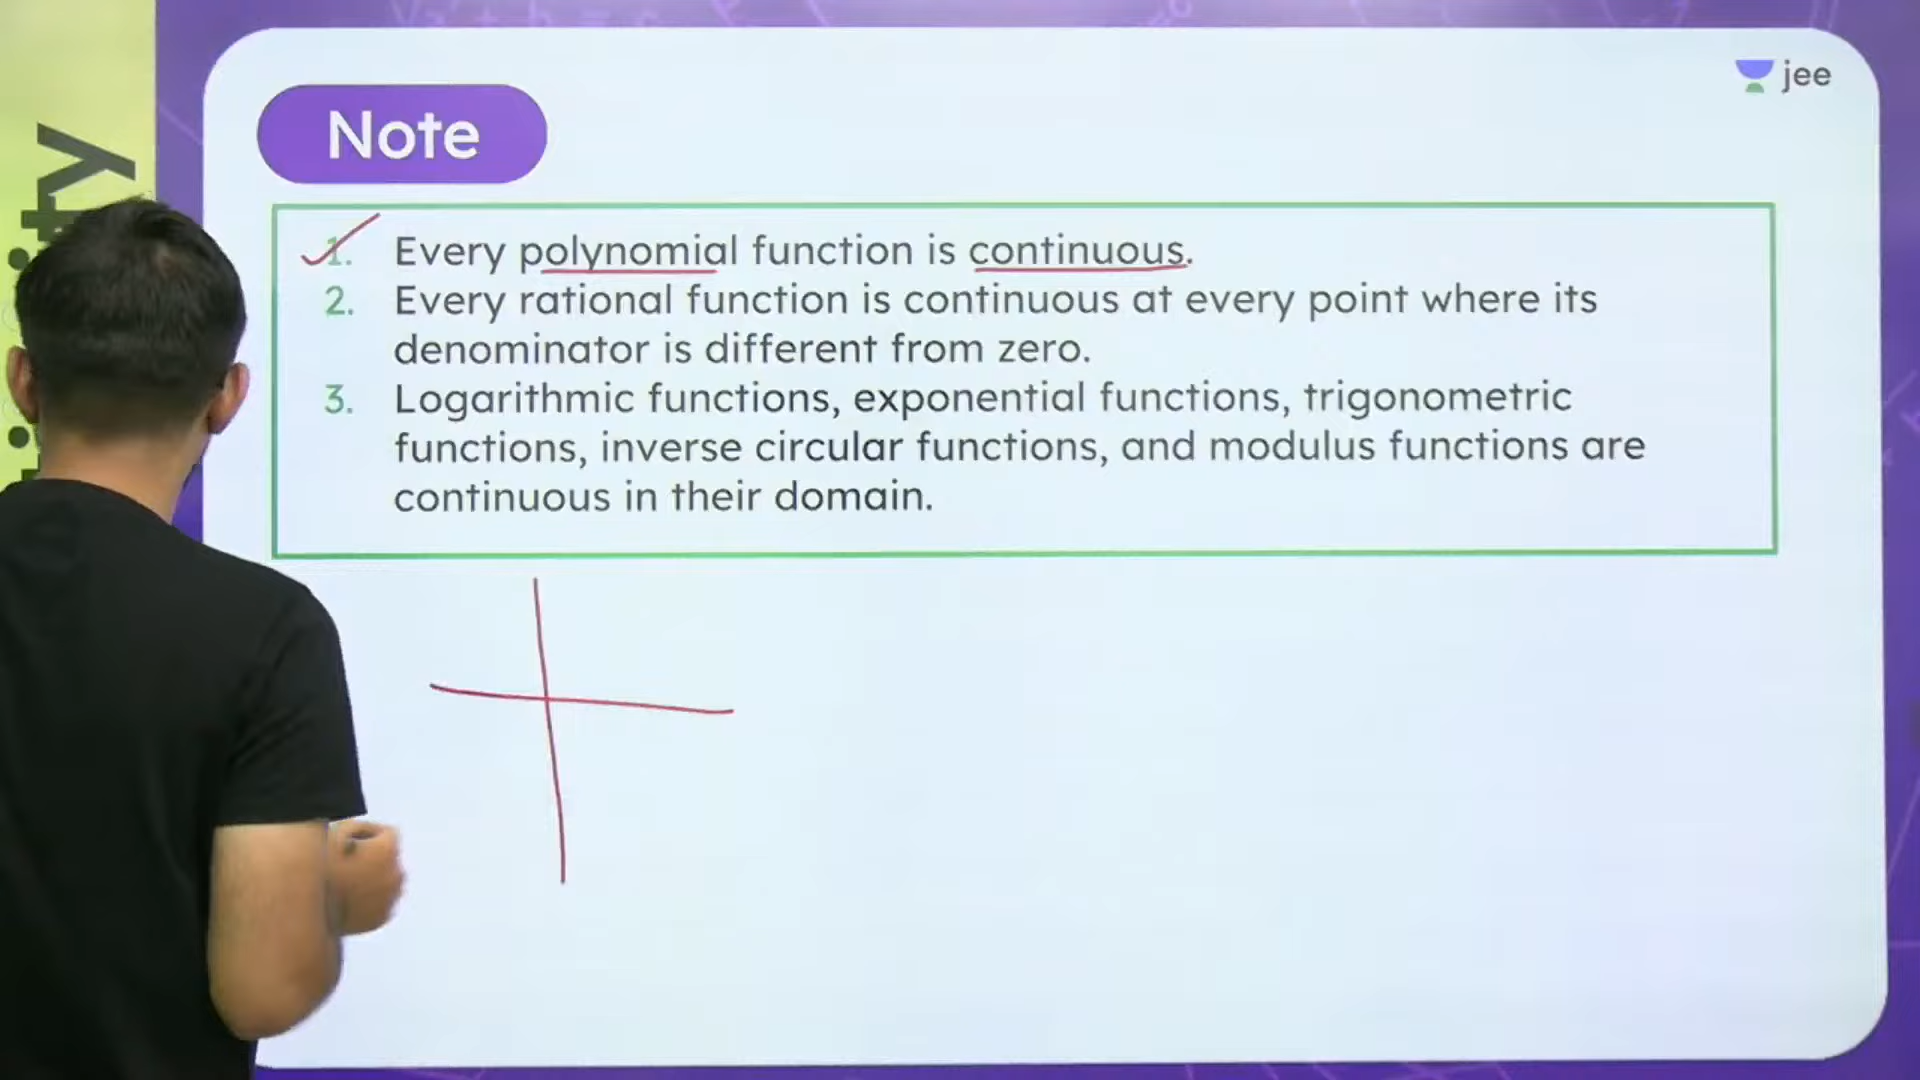 jee
Note
1. Every polynomial function is continuous.
2. Every rational function is continuous at every point where its
denominator is different from zero.
3. Logarithmic functions, exponential functions, trigonometric
functions, inverse circular functions, and modulus functions are
continuous in their domain.